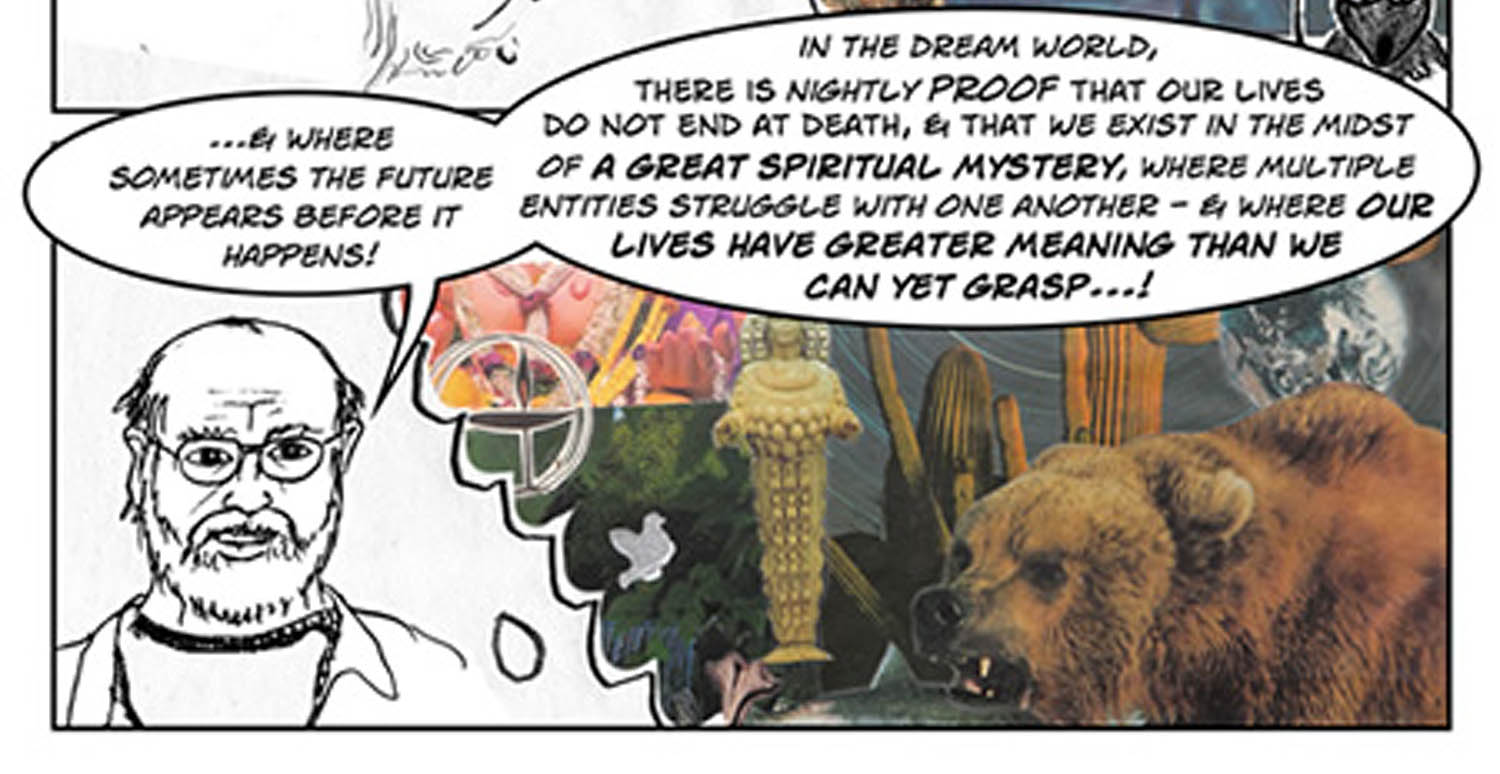 IN THE DREAM WORLD,
THERE IS NIGHTLY PROOF THAT OUR LIVES
DO NOT END AT DEATH, & THAT WE EXIST IN THE MIDST
OF A GREAT SPIRITUAL MYSTERY, WHERE MULTIPLE
ENTITIES STRUGGLE WITH ONE ANOTHER – & WHERE OUR
LIVES HAVE GREATER MEANING THAN WE
CAN YET GRASP...!
...& WHERE
SOMETIMES THE FUTURE
APPEARS BEFORE IT
HAPPENS!